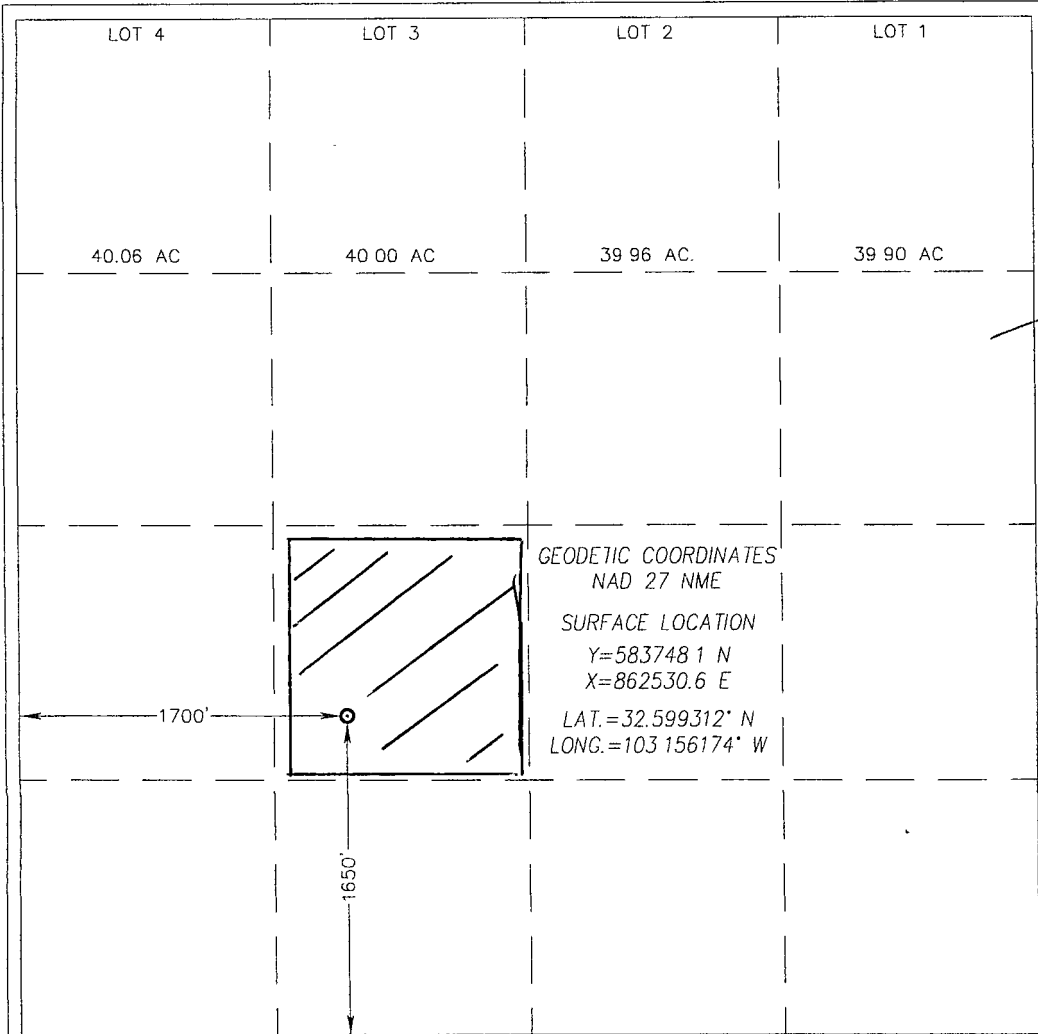 LOT 4 LOT 3 LOT 2 LOT 1
40.06 AC 40 00 AC 39 96 AC. 39 90 AC
GEODETIC COORDINATES
NAD 27 NME
SURFACE LOCATION
Y=583748 1 N
X=862530.6 E
LAT.=32.599312° N
LONG.=103 156174° W
1700'
1650'